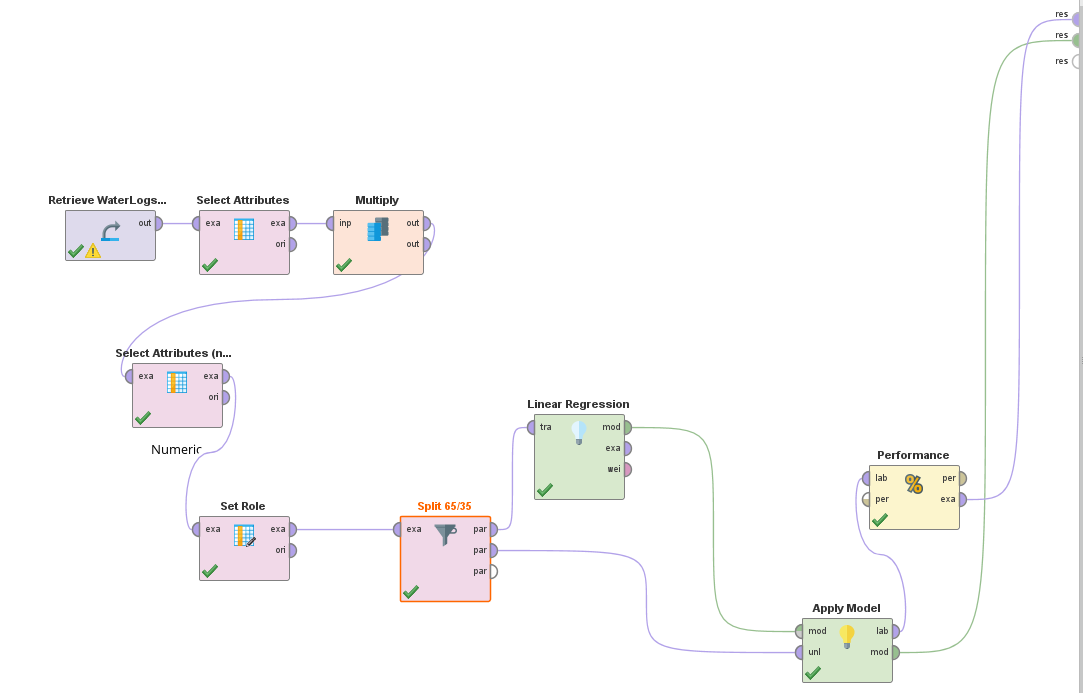 res
res
res
Retrieve WaterLogs...
out
Select Attributes
exa exa
ori
Multiply
inp out
out
Select Attributes (n...
exa exa
ori
Numeric
Set Role
exa exa
ori
Split 65/35
exa par
par
par
Linear Regression
tra mod
exa
wei
Performance
% 
lab per
per exa
Apply Model
mod lab
unl mod